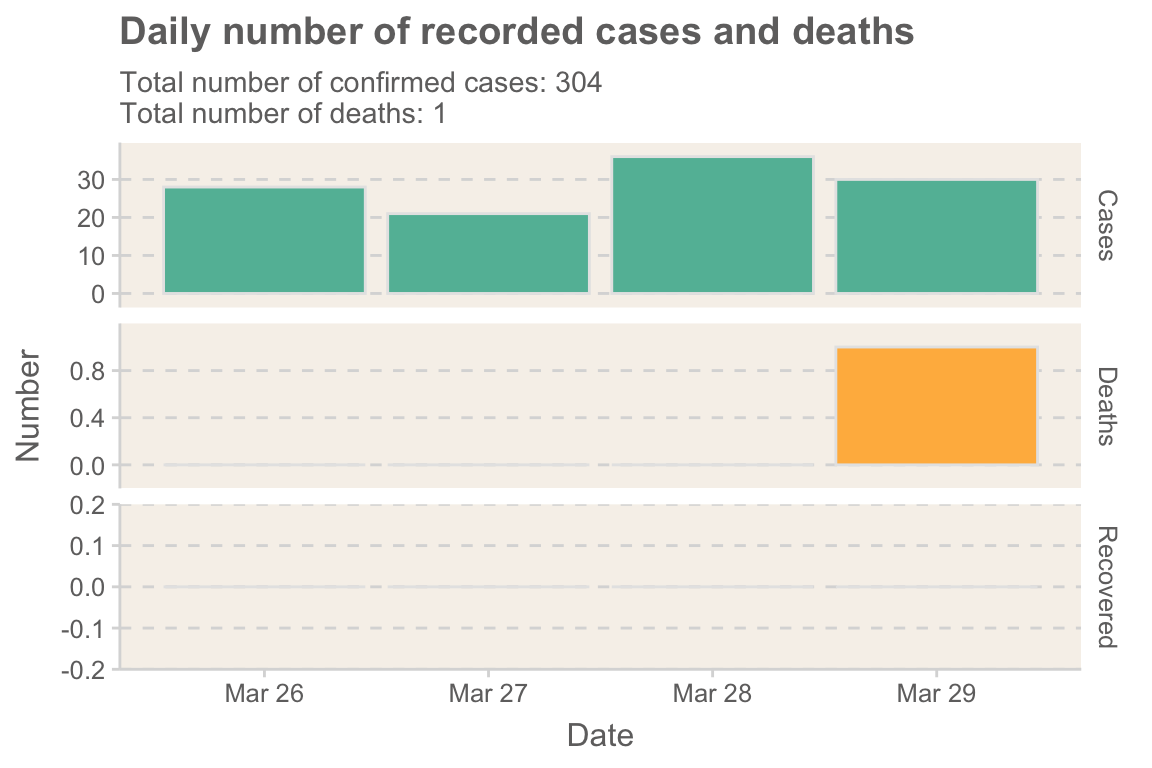 Daily number of recorded cases and deaths
Total number of confirmed cases: 304
Total number of deaths: 1
30
20
10
0
Cases
Number
0.8
0.4
0.0
Deaths
0.2
0.1
0.0
-0.1
-0.2
Recovered
Mar 26 Mar 27 Mar 28 Mar 29
Date